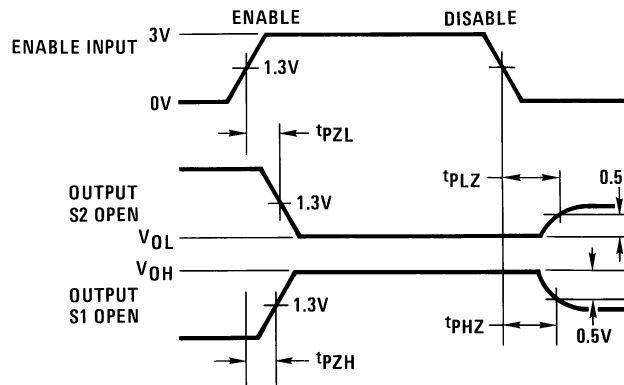 ENABLE DISABLE
ENABLE INPUT 3V
1.3V
0V
tPZL
tPLZ
0.5
OUTPUT
S2 OPEN
1.3V
VOL
VOH
OUTPUT
S1 OPEN
1.3V
tPHZ
0.5V
tPZH